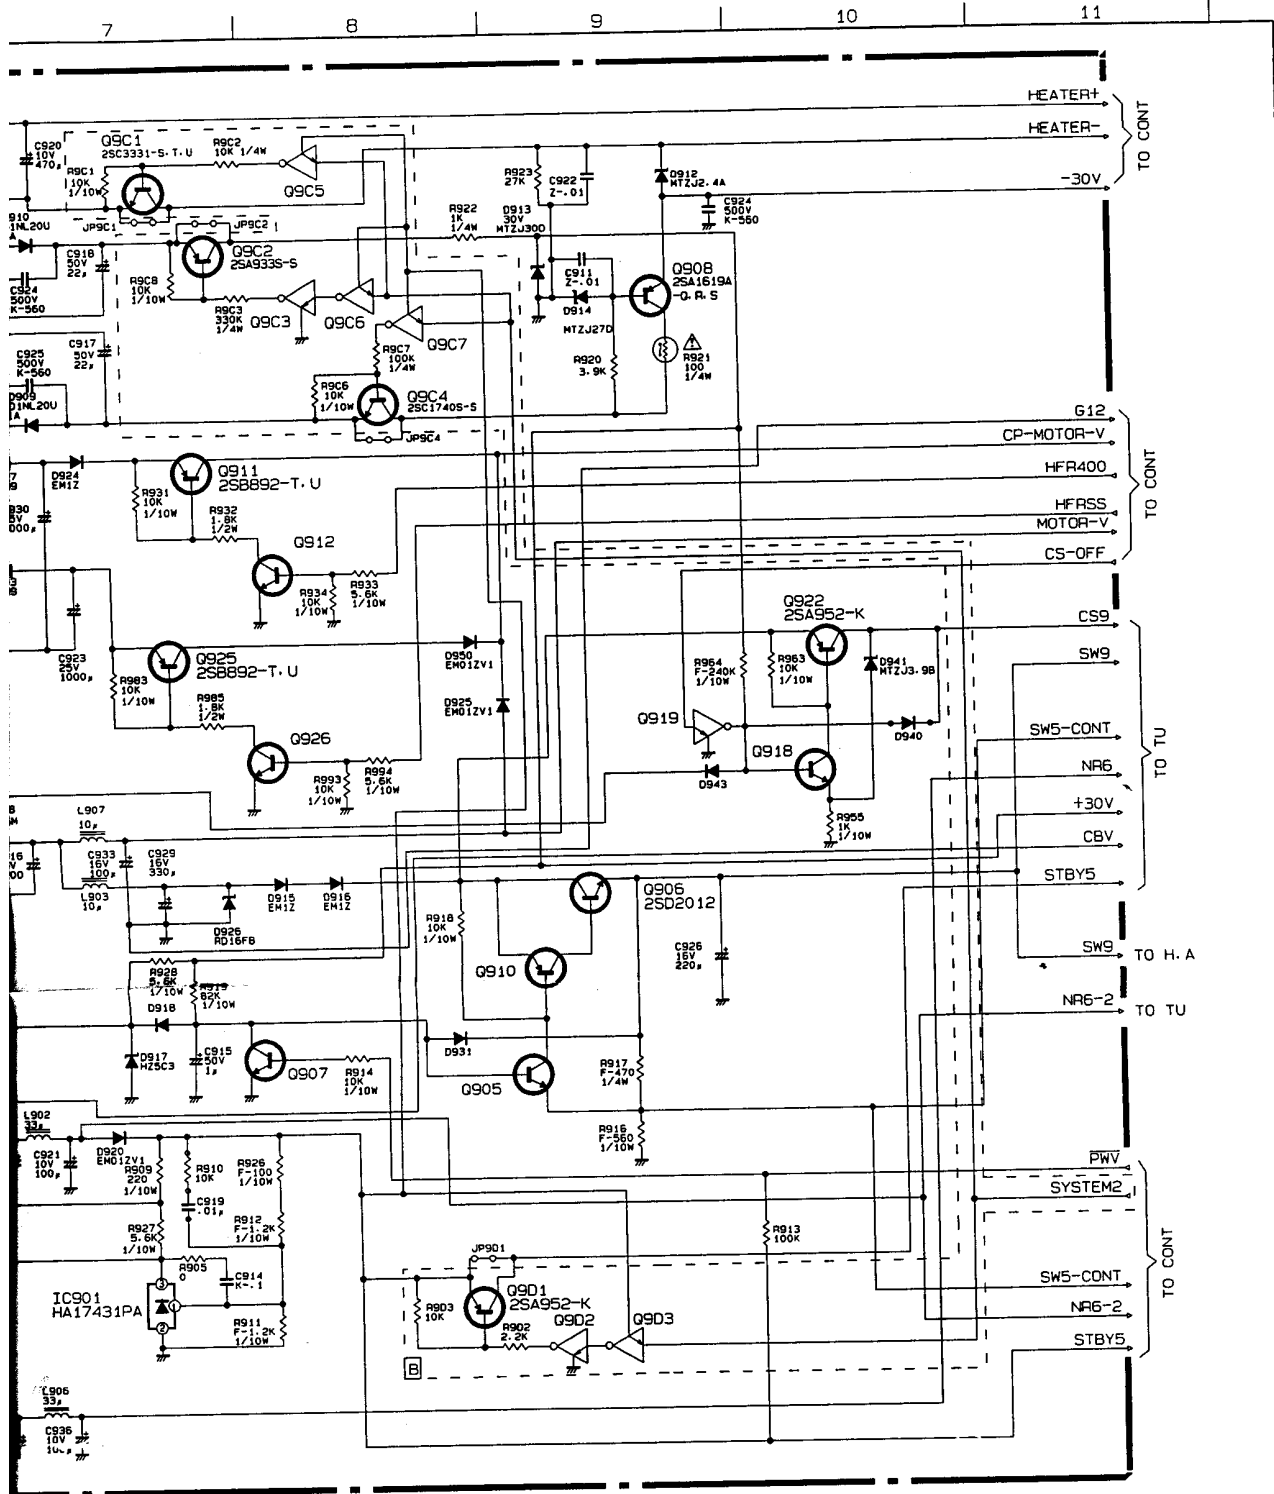 7
8
9
10
11
HEATER+
HEATER-
TO CONT
-30V
C920
10V
470μ
Q9C1
2SC3331-S.T.U
R9C2
10K 1/4W
R9C1
10K
1/10W
Q9C5
JP9C1
JP9C2
R923
27K
C922
Z-.01
D912
MTZJ2.4A
R922
1K
1/4W
D913
30V
MTZJ30D
C924
500V
K-560
910
1NL20U
A
C918
50V
22μ
Q9C2
2SA933S-S
R9C8
10K
1/10W
C924
500V
K-560
R9C3
330K
1/4W
Q9C3
Q9C6
Q9C7
C911
Z-.01
D914
MTZJ27D
Q908
2SA1619A
-Q.R.S
C925
500V
K-560
C917
50V
22μ
R9C7
100K
1/4W
R920
3.9K
R921
100
1/4W
D909
D1NL20U
1A
R9C6
10K
1/10W
Q9C4
2SC1740S-S
JP9C4
G12
CP-MOTOR-V
HFR400
HFRSS
MOTOR-V
CS-OFF
TO CONT
D924
EM1Z
Q911
2SB892-T.U
R931
10K
1/10W
R932
1.8K
1/2W
Q912
R934
10K
1/10W
R933
5.6K
1/10W
Q922
2SA952-K
CS9
SW9
C923
25V
1000μ
Q925
2SB892-T.U
R983
10K
1/10W
R985
1.8K
1/2W
D950
EM01ZV1
D925
EM01ZV1
R964
F-240K
1/10W
R963
10K
1/10W
D941
MTZJ3.9B
Q919
D940
Q926
R993
10K
1/10W
R994
5.6K
1/10W
Q918
D943
SW5-CONT
NR6
+30V
CBV
STBY5
TO TU
R955
1K
1/10W
L907
10μ
C933
16V
100μ
C929
16V
330μ
L903
10μ
D926
RD16FB
D915
EM1Z
D916
EM1Z
R918
10K
1/10W
Q906
2SD2012
Q910
C926
16V
220μ
SW9
TO H.A
NR6-2
TO TU
R928
5.6K
1/10W
R919
82K
1/10W
D918
D917
HZ5C3
C915
50V
1μ
Q907
R914
10K
1/10W
D931
Q905
R917
F-470
1/4W
R916
F-560
1/10W
L902
33μ
C921
10V
100μ
D920
EM01ZV1
R909
220
1/10W
R910
10K
R926
F-100
1/10W
C919
.01μ
R927
5.6K
1/10W
R912
F-1.2K
1/10W
R905
0
C914
K-.1
IC901
HA17431PA
3
1
2
R911
F-1.2K
1/10W
PWV
SYSTEM2
R913
100K
JP9D1
R9D3
10K
Q9D1
2SA952-K
R9D2
2.2K
Q9D2
Q9D3
B
SW5-CONT
NR6-2
STBY5
TO CONT
L906
33μ
C936
10V